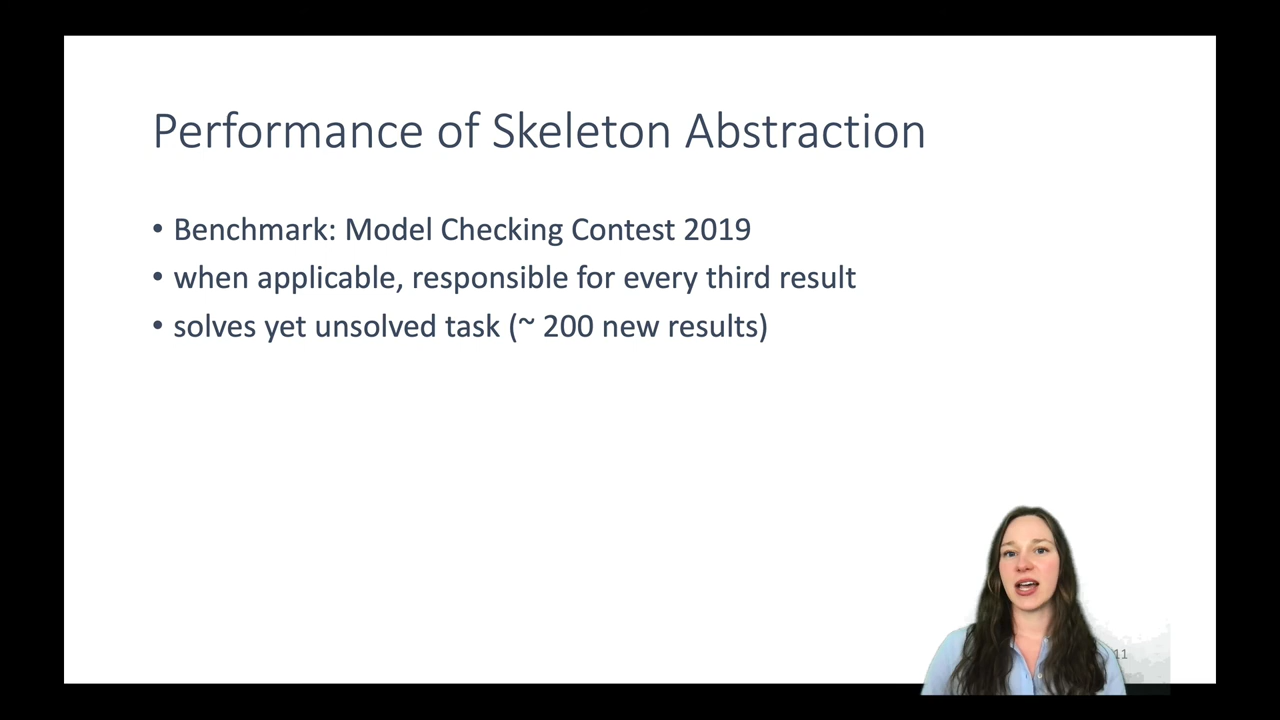 Performance of Skeleton Abstraction
• Benchmark: Model Checking Contest 2019
• when applicable, responsible for every third result
• solves yet unsolved task (~ 200 new results)
11